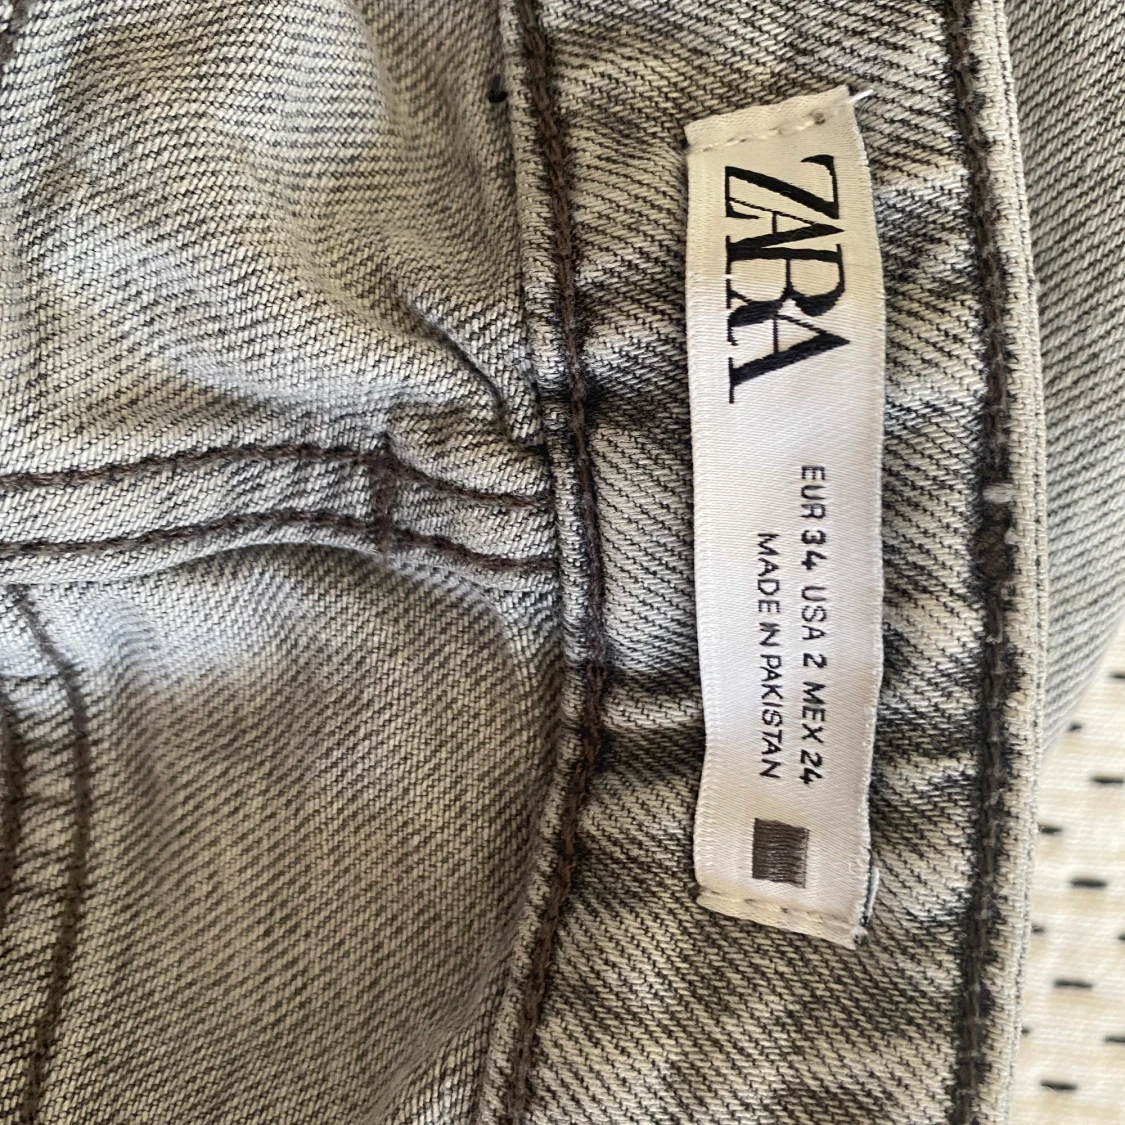 ZARA
EUR 34 USA 2 MEX 24
MADE IN PAKISTAN